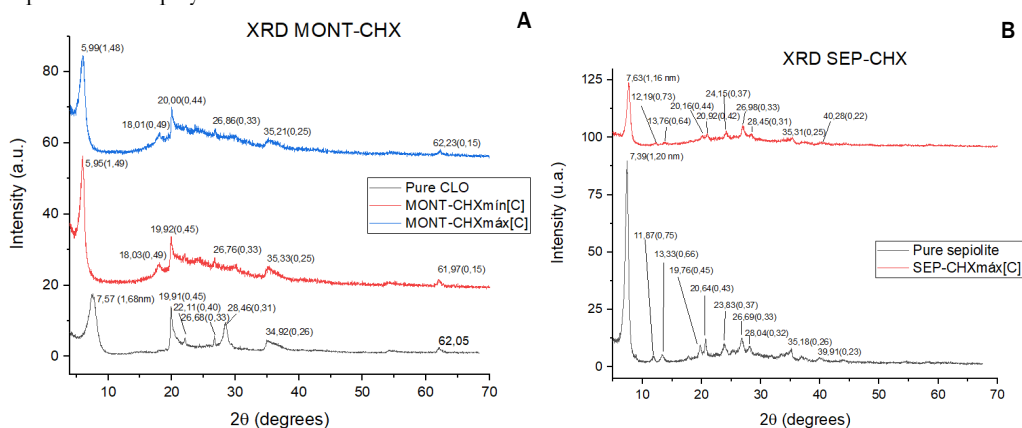 A
XRD MONT-CHX
5,99(1,48)
18,01(0,49)
20,00(0,44)
26,86(0,33)
35,21(0,25)
62,23(0,15)
5,95(1,49)
18,03(0,49)
19,92(0,45)
26,76(0,33)
35,33(0,25)
61,97(0,15)
7,57 (1,68nm)
19,91(0,45)
22,11(0,40)
26,68(0,33)
28,46(0,31)
34,92(0,26)
62,05
Pure CLO
MONT-CHXmín[C]
MONT-CHXmáx[C]
Intensity (a.u.)
80
60
40
20
0
10 20 30 40 50 60 70
2θ (degrees)
B
XRD SEP-CHX
7,63(1,16 nm)
12,19(0,73)
13,76(0,64)
20,16(0,44)
20,92(0,42)
24,15(0,37)
26,98(0,33)
28,45(0,31)
35,31(0,25)
40,28(0,22)
7,39(1,20 nm)
11,87(0,75)
13,33(0,66)
19,76(0,45)
20,64(0,43)
23,83(0,37)
26,69(0,33)
28,04(0,32)
35,18(0,26)
39,91(0,23)
Pure sepiolite
SEP-CHXmáx[C]
Intensity (u.a.)
125
100
75
50
25
0
10 20 30 40 50 60 70
2θ (degrees)